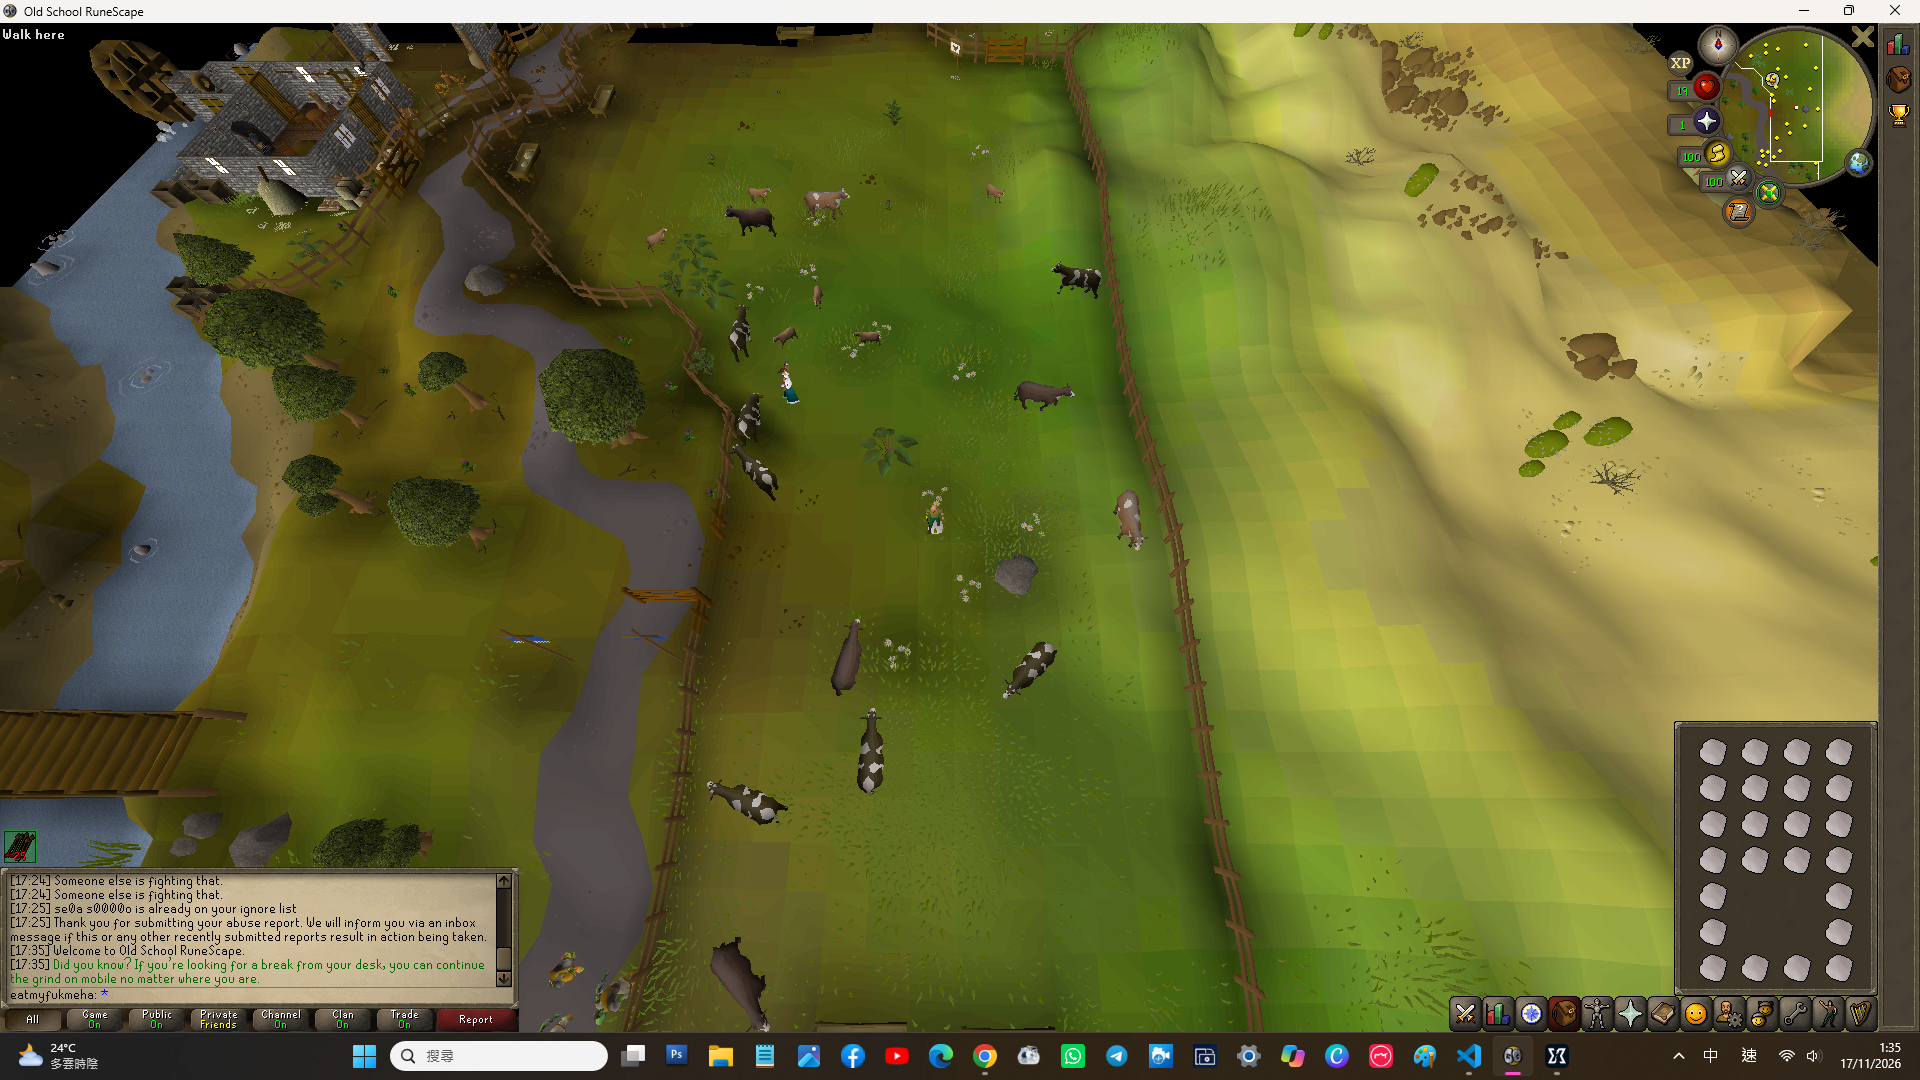 Old School RuneScape
Walk here
N
XP
19
1
100
100
[17:24] Someone else is fighting that.
[17:24] Someone else is fighting that.
[17:25] se0a s0000o is already on your ignore list
[17:25] Thank you for submitting your abuse report. We will inform you via an inbox
message if this or any other recently submitted reports result in action being taken.
[17:35] Welcome to Old School RuneScape.
[17:35] Did you know? If you're looking for a break from your desk, you can continue
the grind on mobile no matter where you are.
eatmyfukmeha: *
All
Game
On
Public
On
Private
Friends
Channel
On
Clan
On
Trade
On
Report
24°C
多雲時陰
搜尋
Ps
中
速
1:35
17/11/2026